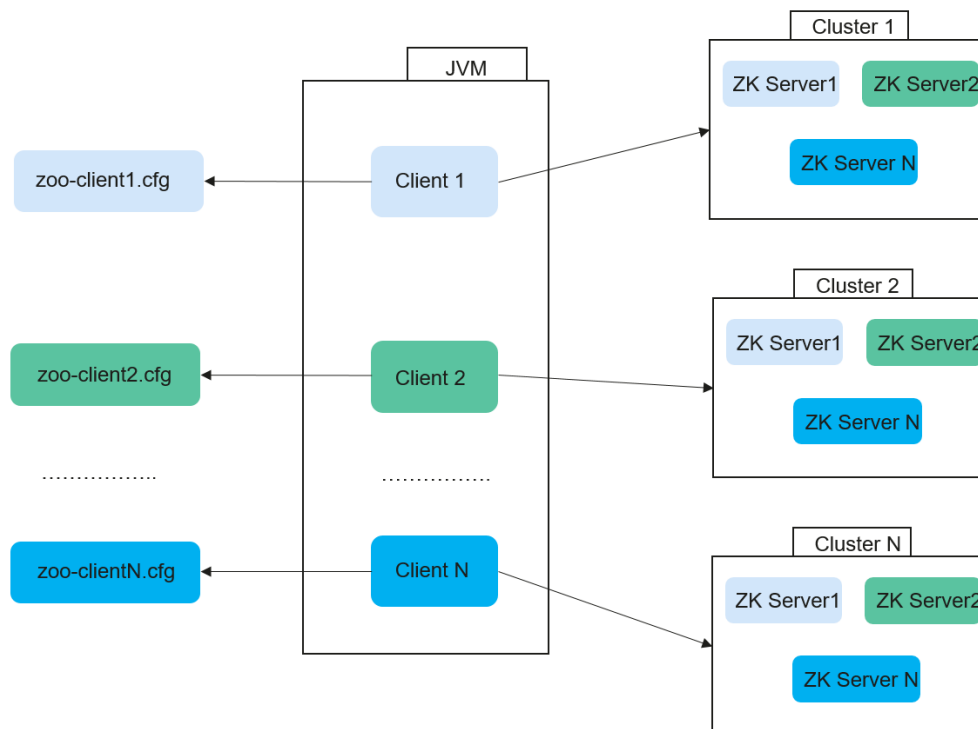 Cluster 1
JVM
ZK Server1
ZK Server2
ZK Server N
zoo-client1.cfg
Client 1
Cluster 2
ZK Server1
ZK Server2
zoo-client2.cfg
Client 2
ZK Server N
.................
................
Cluster N
zoo-clientN.cfg
Client N
ZK Server1
ZK Server2
ZK Server N